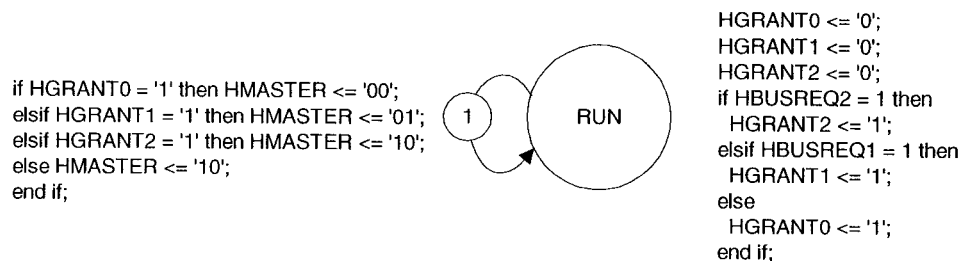 if HGRANT0 = '1' then HMASTER <= '00';
elsif HGRANT1 = '1' then HMASTER <= '01';
elsif HGRANT2 = '1' then HMASTER <= '10';
else HMASTER <= '10';
end if;
1
RUN
HGRANT0 <= '0';
HGRANT1 <= '0';
HGRANT2 <= '0';
if HBUSREQ2 = 1 then
HGRANT2 <= '1';
elsif HBUSREQ1 = 1 then
HGRANT1 <= '1';
else
HGRANT0 <= '1';
end if;